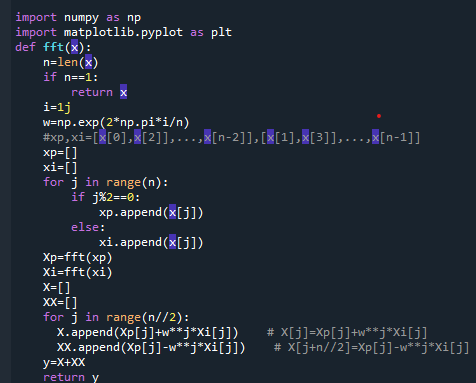 import numpy as np
import matplotlib.pyplot as plt
def fft(x):
    n=len(x)
    if n==1:
        return x
    i=1j
    w=np.exp(2*np.pi*i/n)
    #xp,xi=[x[0],x[2]],...,x[n-2]],[x[1],x[3]],...,x[n-1]]
    xp=[]
    xi=[]
    for j in range(n):
        if j%2==0:
            xp.append(x[j])
        else:
            xi.append(x[j])
    Xp=fft(xp)
    Xi=fft(xi)
    X=[]
    XX=[]
    for j in range(n//2):
      X.append(Xp[j]+w**j*Xi[j])    # X[j]=Xp[j]+w**j*Xi[j]
      XX.append(Xp[j]-w**j*Xi[j])    # X[j+n//2]=Xp[j]-w**j*Xi[j]
    y=X+XX
    return y